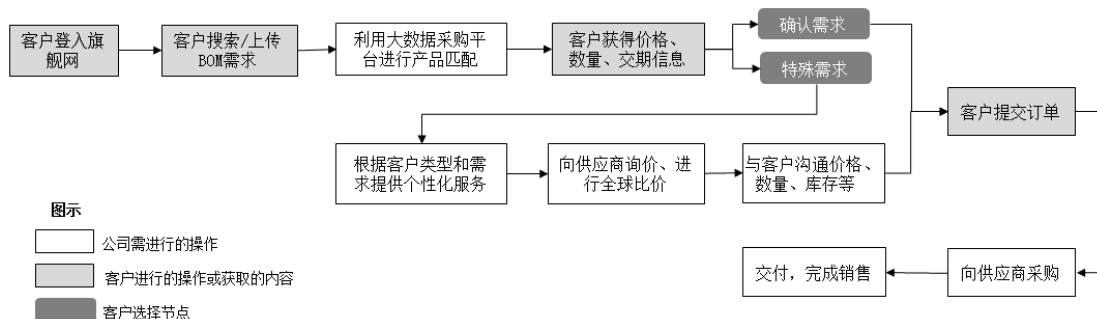 客户登入旗
舰网
客户搜索/上传
BOM需求
利用大数据采购平
台进行产品匹配
客户获得价格、
数量、交期信息
确认需求
特殊需求
客户提交订单
根据客户类型和需
求提供个性化服务
向供应商询价、进
行全球比价
与客户沟通价格、
数量、库存等
图示
公司需进行的操作
客户进行的操作或获取的内容
客户选择节点
交付，完成销售
向供应商采购